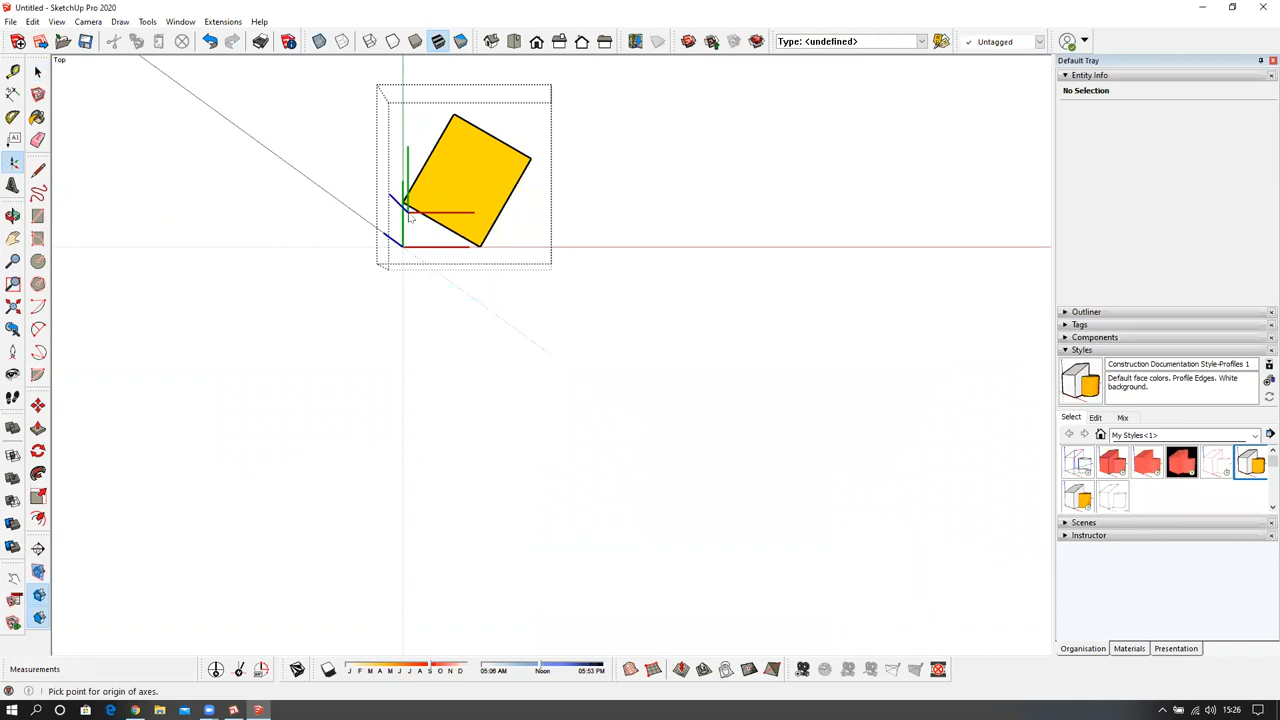 Untitled - SketchUp Pro 2020
File Edit View Camera Draw Tools Window Extensions Help
Type: <undefined>
Untagged
Top
A1
Default Tray
Entity Info
No Selection
Outliner
Tags
Components
Styles
Construction Documentation Style-Profiles 1
Default face colors. Profile Edges. White
background.
Select Edit Mix
My Styles<1>
Scenes
Instructor
Organisation Materials Presentation
Measurements
J F M A M J J A S O N D
05:06 AM Noon 05:53 PM
Pick point for origin of axes.
15:26